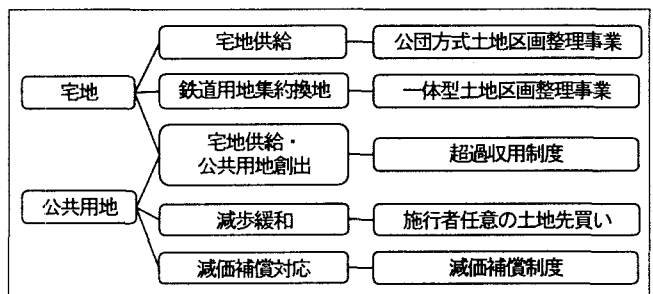 宅地供給
公団方式土地区画整理事業
宅地
鉄道用地集約換地
一体型土地区画整理事業
宅地供給・
公共用地創出
超過収用制度
公共用地
減歩緩和
施行者任意の土地先買い
減価補償対応
減価補償制度